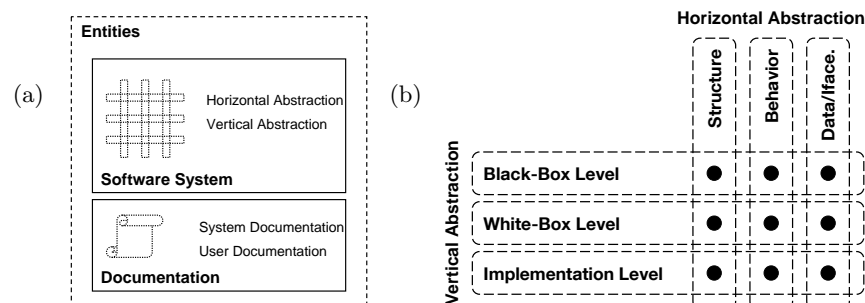 (a)
Entities
Horizontal Abstraction
Vertical Abstraction
Software System
System Documentation
User Documentation
Documentation
(b)
Horizontal Abstraction
Structure
Behavior
Data/Iface.
Vertical Abstraction
Black-Box Level
White-Box Level
Implementation Level